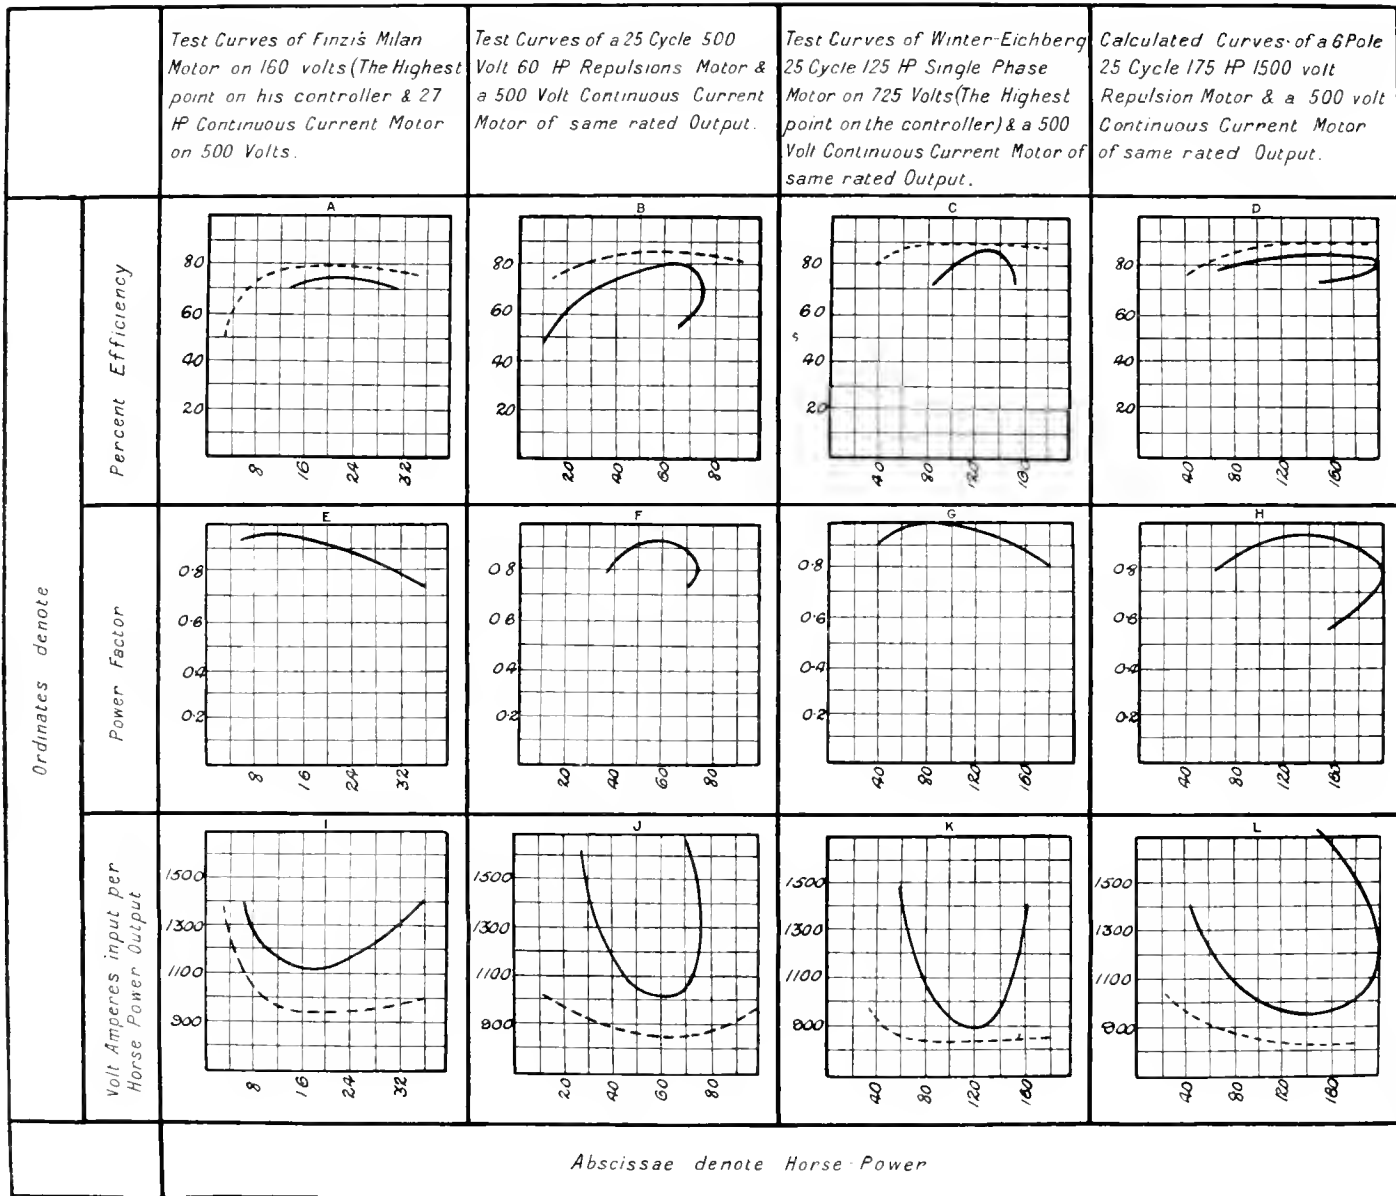 Test Curves of Finzi's Milan
Motor on 160 volts (The Highest
point on his controller & 27
HP Continuous Current Motor
on 500 Volts.
Test Curves of a 25 Cycle 500
Volt 60 HP Repulsions Motor &
a 500 Volt Continuous Current
Motor of same rated Output.
Test Curves of Winter-Eichberg
25 Cycle 125 HP Single Phase
Motor on 725 Volts (The Highest
point on the controller) & a 500
Volt Continuous Current Motor of
same rated Output.
Calculated Curves of a 6 Pole
25 Cycle 175 HP 1500 volt
Repulsion Motor & a 500 volt
Continuous Current Motor
of same rated Output.
Ordinates denote
Percent Efficiency
A
80
60
40
20
8 16 24 32
B
80
60
40
20
20 40 60 80
C
80
60
40
20
40 80 120 160
D
80
60
40
20
40 80 120 160
Power Factor
E
0.8
0.6
0.4
0.2
8 16 24 32
F
0.8
0.6
0.4
0.2
20 40 60 80
G
0.8
0.6
0.4
0.2
40 80 120 160
H
0.8
0.6
0.4
0.2
40 80 120 160
Volt Amperes input per
Horse Power Output
I
1500
1300
1100
900
8 16 24 32
J
1500
1300
1100
900
20 40 60 80
K
1500
1300
1100
900
40 80 120 160
L
1500
1300
1100
900
40 80 120 160
Abscissae denote Horse Power